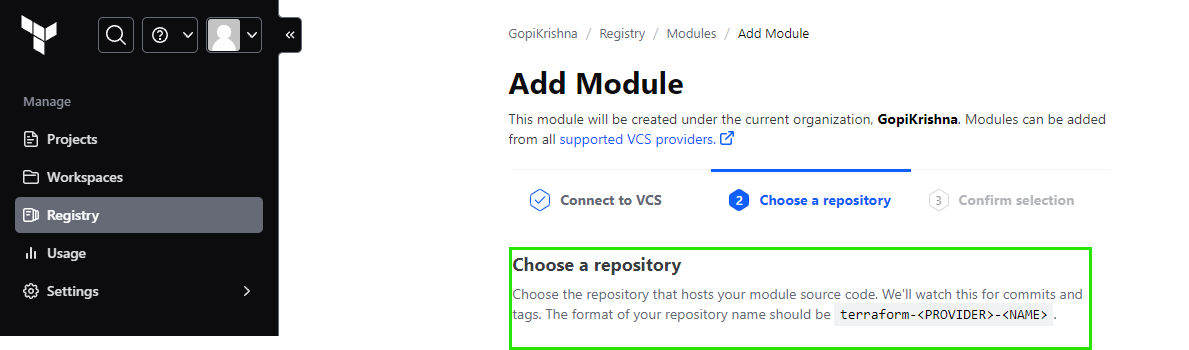 Manage
Projects
Workspaces
Registry
Usage
Settings
GopiKrishna / Registry / Modules / Add Module
Add Module
This module will be created under the current organization, GopiKrishna. Modules can be added
from all supported VCS providers.
Connect to VCS
2 Choose a repository
3 Confirm selection
Choose a repository
Choose the repository that hosts your module source code. We'll watch this for commits and
tags. The format of your repository name should be terraform-<PROVIDER>-<NAME> .